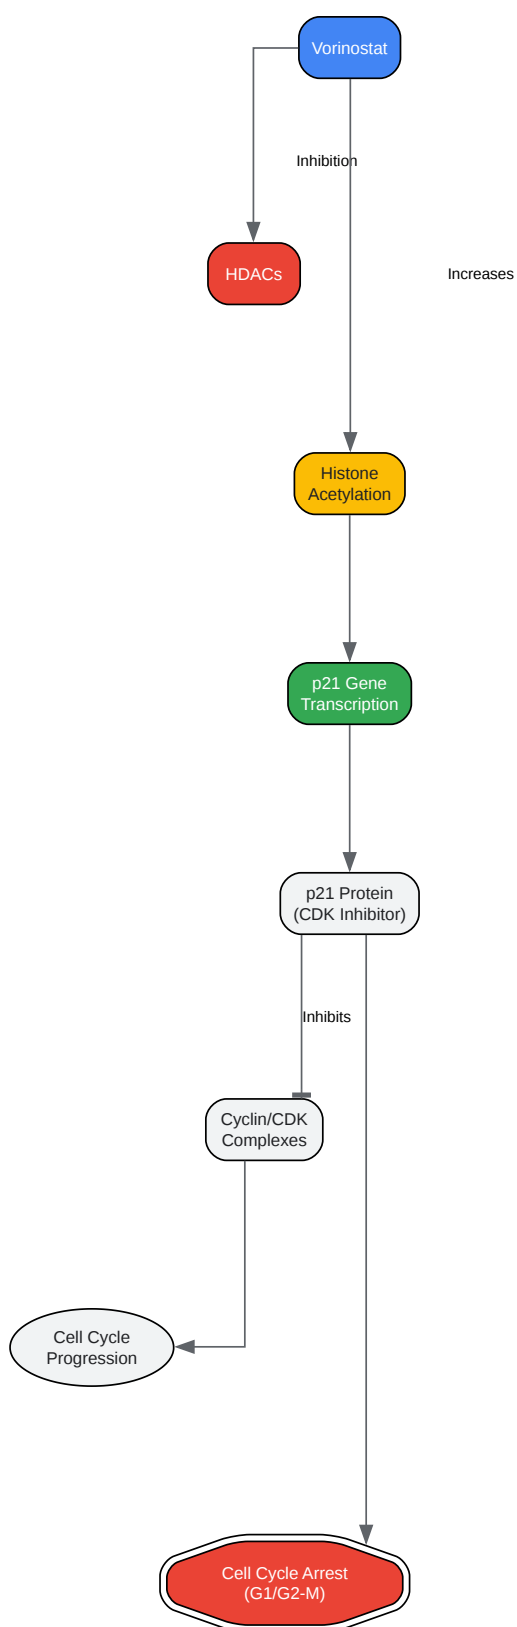 Vorinostat
Inhibition
HDACs
Increases
Histone
Acetylation
p21 Gene
Transcription
p21 Protein
(CDK Inhibitor)
Inhibits
Cyclin/CDK
Complexes
Cell Cycle
Progression
Cell Cycle Arrest
(G1/G2-M)